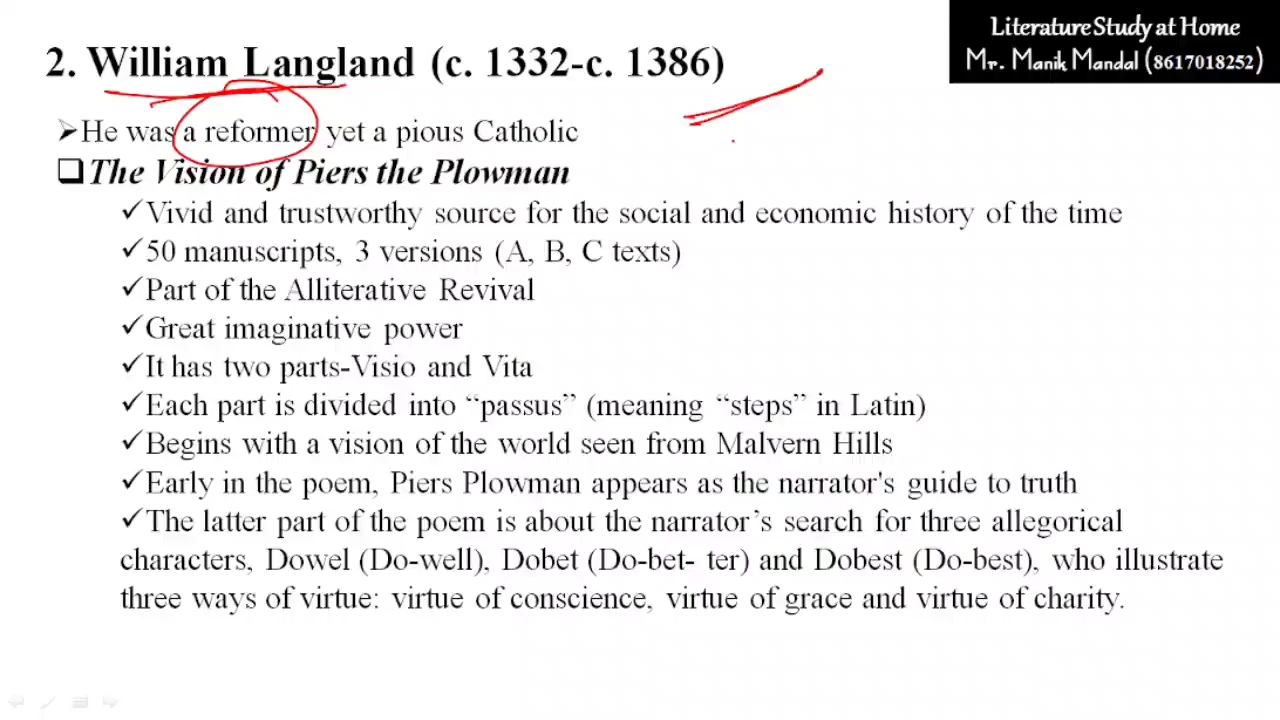 Literature Study at Home
Mr. Manik Mandal (8617018252)
2. William Langland (c. 1332-c. 1386)
➢He was a reformer yet a pious Catholic
❑The Vision of Piers the Plowman
✓Vivid and trustworthy source for the social and economic history of the time
✓50 manuscripts, 3 versions (A, B, C texts)
✓Part of the Alliterative Revival
✓Great imaginative power
✓It has two parts-Visio and Vita
✓Each part is divided into “passus” (meaning “steps” in Latin)
✓Begins with a vision of the world seen from Malvern Hills
✓Early in the poem, Piers Plowman appears as the narrator's guide to truth
✓The latter part of the poem is about the narrator’s search for three allegorical
characters, Dowel (Do-well), Dobet (Do-bet- ter) and Dobest (Do-best), who illustrate
three ways of virtue: virtue of conscience, virtue of grace and virtue of charity.